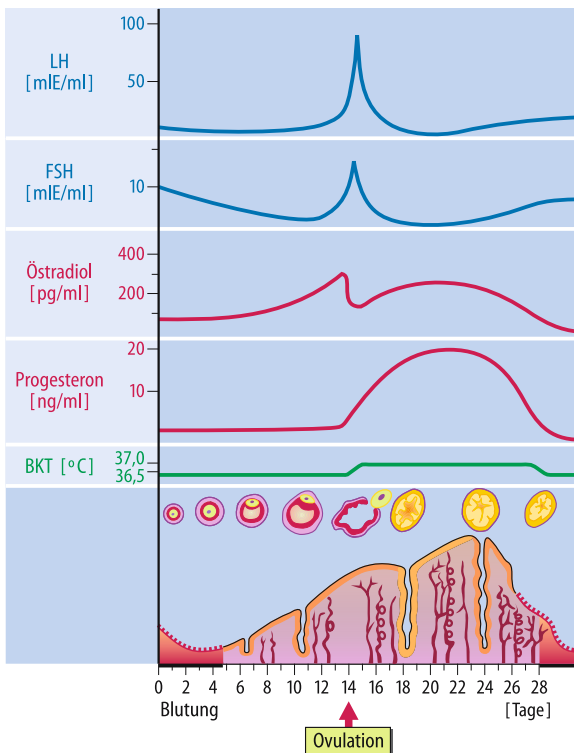 100
LH
[mIE/ml]
50
FSH
[mIE/ml]
10
Östradiol
[pg/ml]
400
200
Progesteron
[ng/ml]
20
10
BKT [°C]
37,0
36,5
0 2 4 6 8 10 12 14 16 18 20 22 24 26 28
Blutung
[Tage]
Ovulation